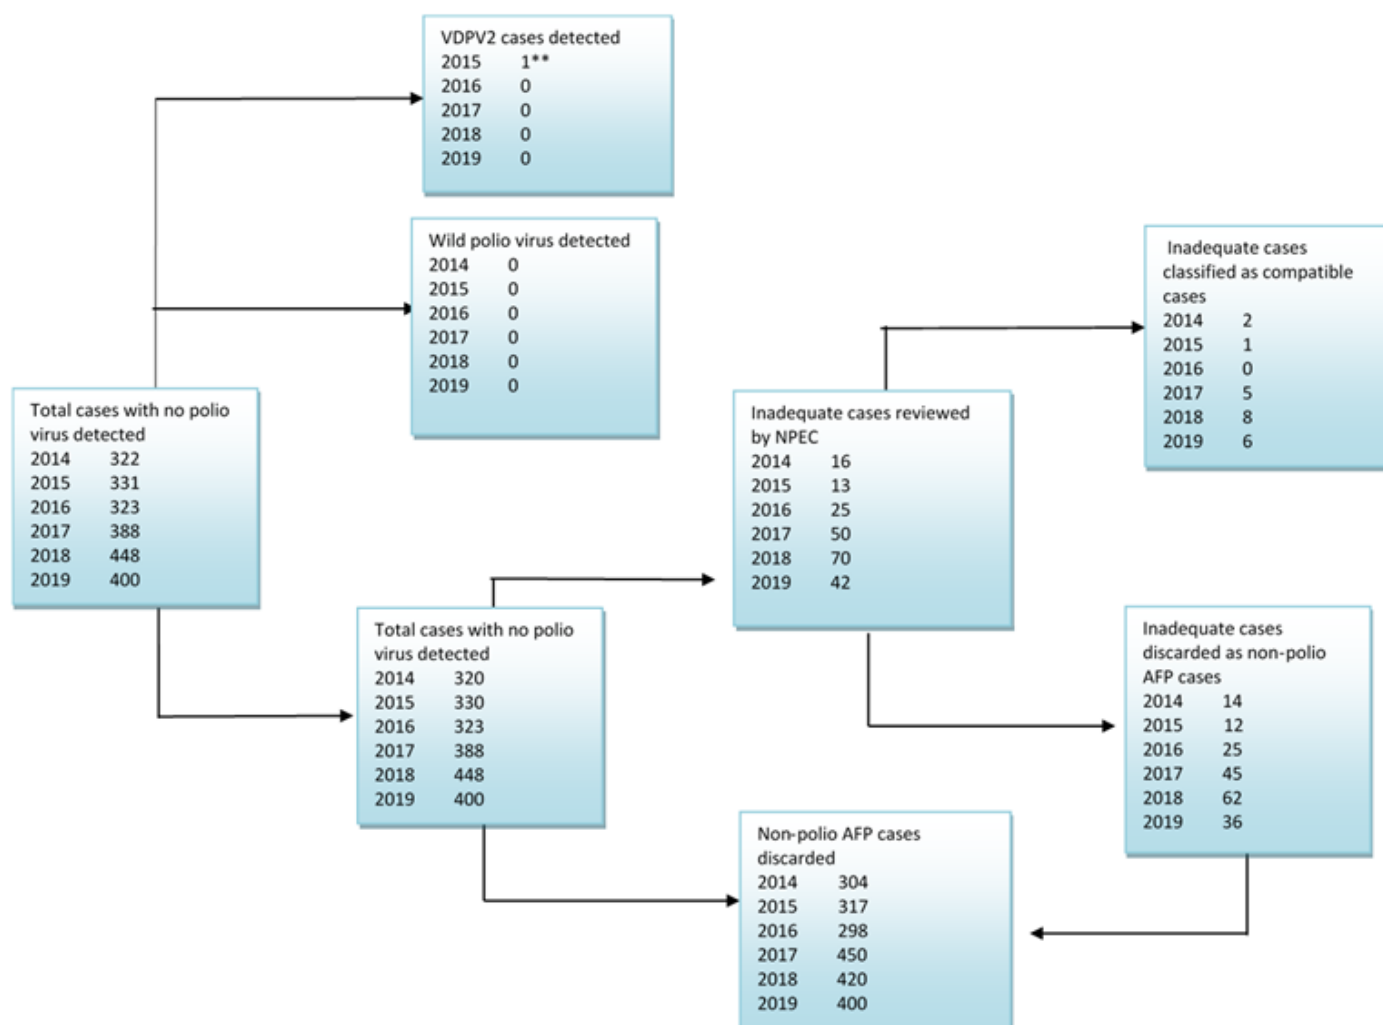 VDPV2 cases detected
2015 1**
2016 0
2017 0
2018 0
2019 0
Wild polio virus detected
2014 0
2015 0
2016 0
2017 0
2018 0
2019 0
Total cases with no polio
virus detected
2014 322
2015 331
2016 323
2017 388
2018 448
2019 400
Total cases with no polio
virus detected
2014 320
2015 330
2016 323
2017 388
2018 448
2019 400
Inadequate cases reviewed
by NPEC
2014 16
2015 13
2016 25
2017 50
2018 70
2019 42
Inadequate cases
classified as compatible
cases
2014 2
2015 1
2016 0
2017 5
2018 8
2019 6
Inadequate cases
discarded as non-polio
AFP cases
2014 14
2015 12
2016 25
2017 45
2018 62
2019 36
Non-polio AFP cases
discarded
2014 304
2015 317
2016 298
2017 450
2018 420
2019 400